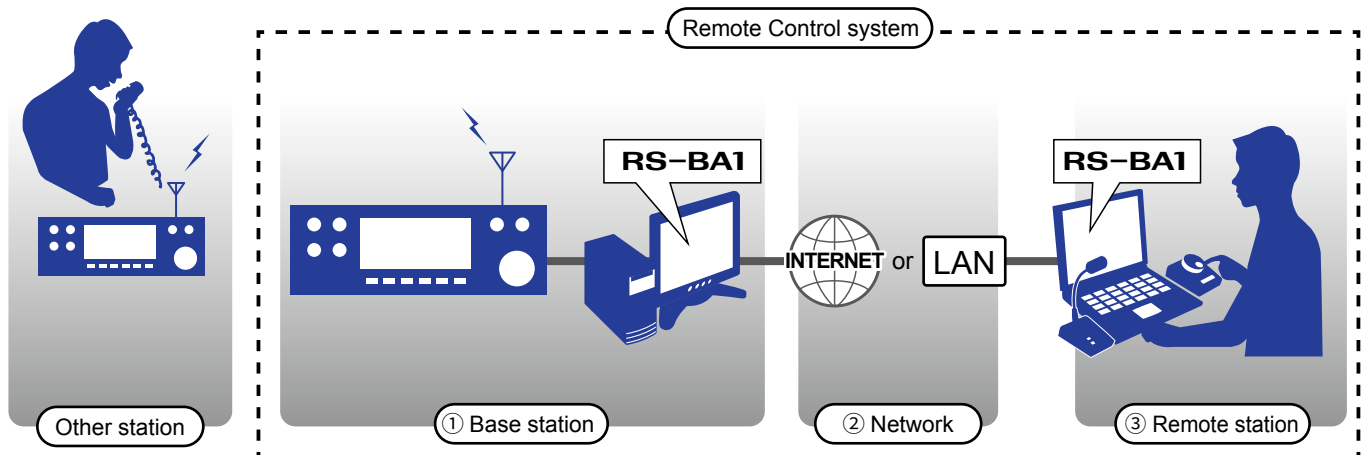 Remote Control system
RS-BA1
RS-BA1
INTERNET or LAN
Other station
① Base station
② Network
③ Remote station